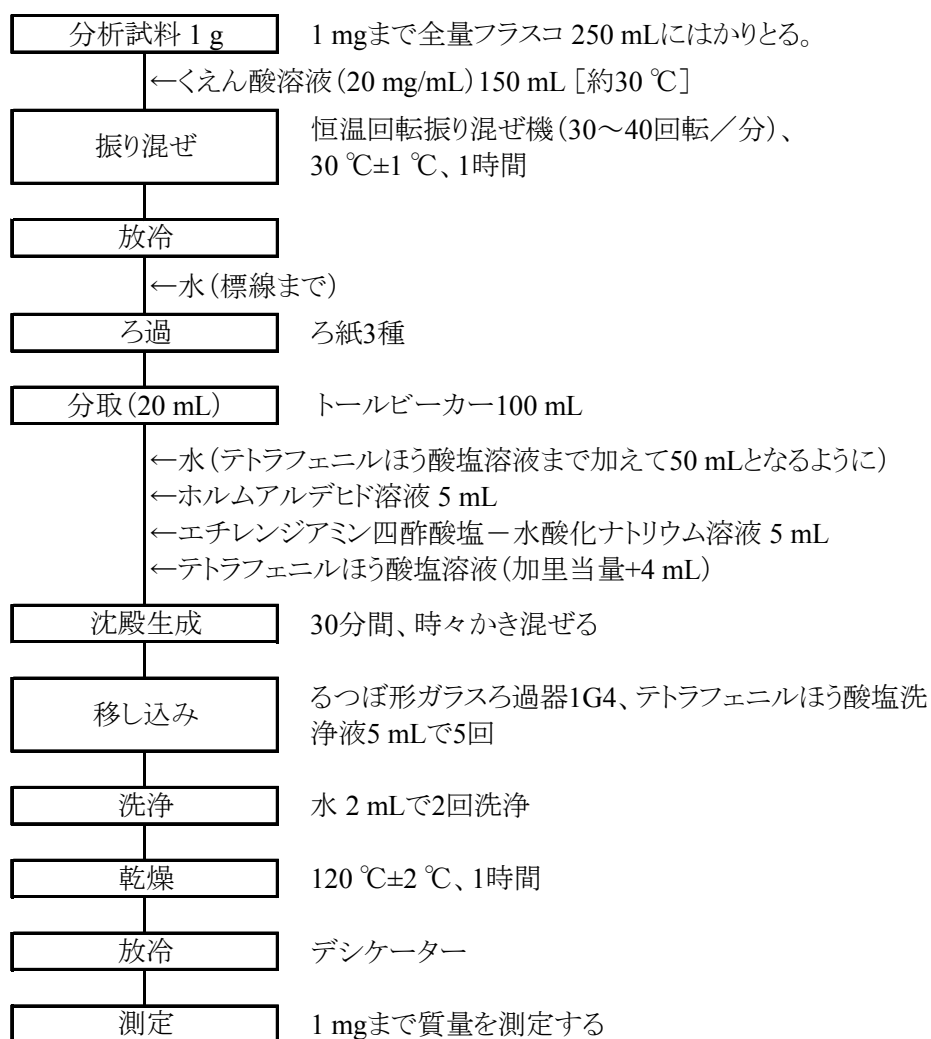 分析試料 1 g 1 mgまで全量フラスコ 250 mLにはかりとる。
←くえん酸溶液(20 mg/mL)150 mL [約30 ℃]
振り混ぜ 恒温回転振り混ぜ機(30～40回転／分)、
30 ℃±1 ℃、1時間
放冷
←水(標線まで)
ろ過 ろ紙3種
分取(20 mL) トールビーカー100 mL
←水(テトラフェニルほう酸塩溶液まで加えて50 mLとなるように)
←ホルムアルデヒド溶液 5 mL
←エチレンジアミン四酢酸塩－水酸化ナトリウム溶液 5 mL
←テトラフェニルほう酸塩溶液(加里当量+4 mL)
沈殿生成 30分間、時々かき混ぜる
移し込み るつぼ形ガラスろ過器1G4、テトラフェニルほう酸塩洗
浄液5 mLで5回
洗浄 水 2 mLで2回洗浄
乾燥 120 ℃±2 ℃、1時間
放冷 デシケーター
測定 1 mgまで質量を測定する